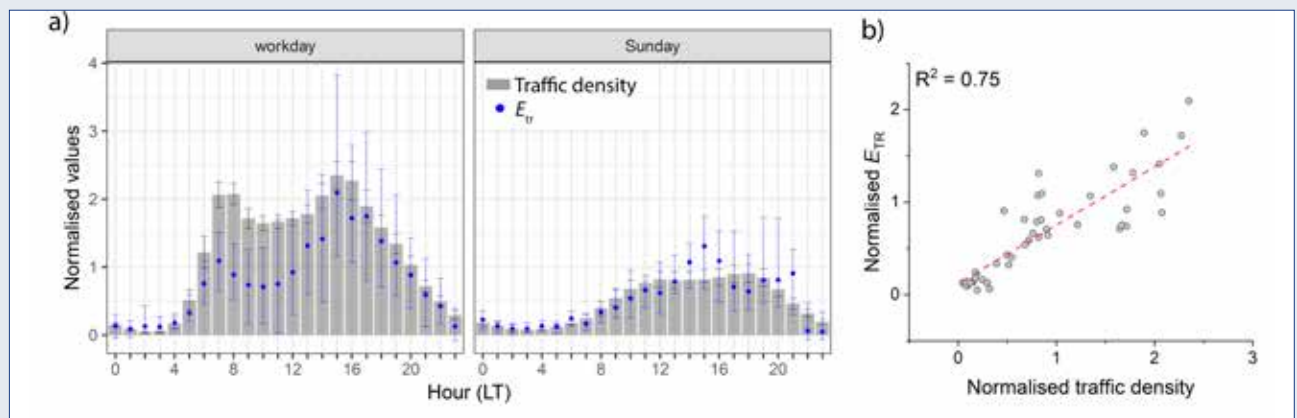 a)
workday
Sunday
Traffic density
E_tr
Normalised values
4
3
2
1
0
0 4 8 12 16 20
0 4 8 12 16 20
Hour (LT)
b)
R² = 0.75
Normalised E_TR
2
1
0
0 1 2 3
Normalised traffic density